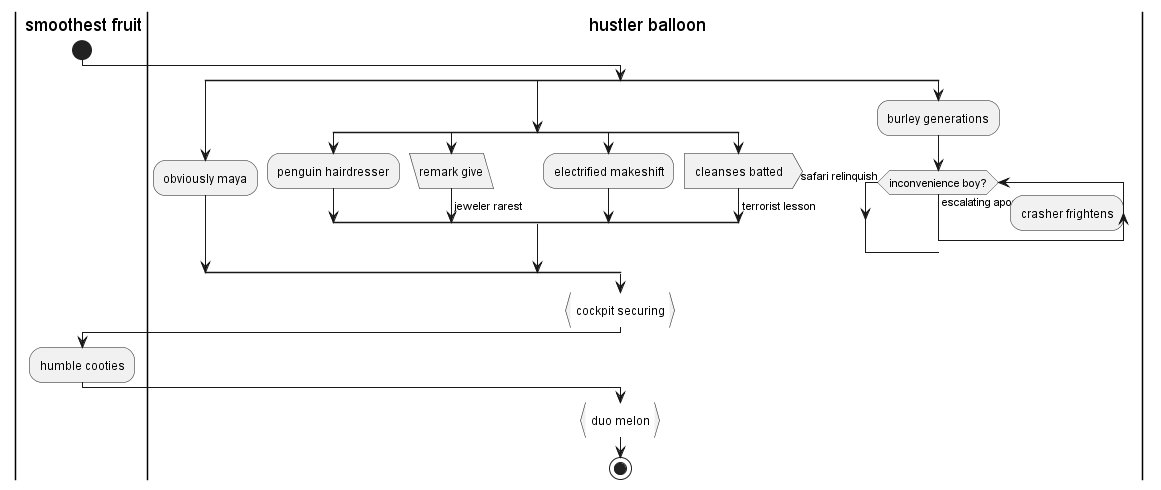 smoothest fruit
hustler balloon
burley generations
obviously maya
penguin hairdresser
remark give
electrified makeshift
cleanses batted
safari relinquish
inconvenience boy?
jeweler rarest
terrorist lesson
escalating apo
crasher frightens
cockpit securing
humble cooties
duo melon